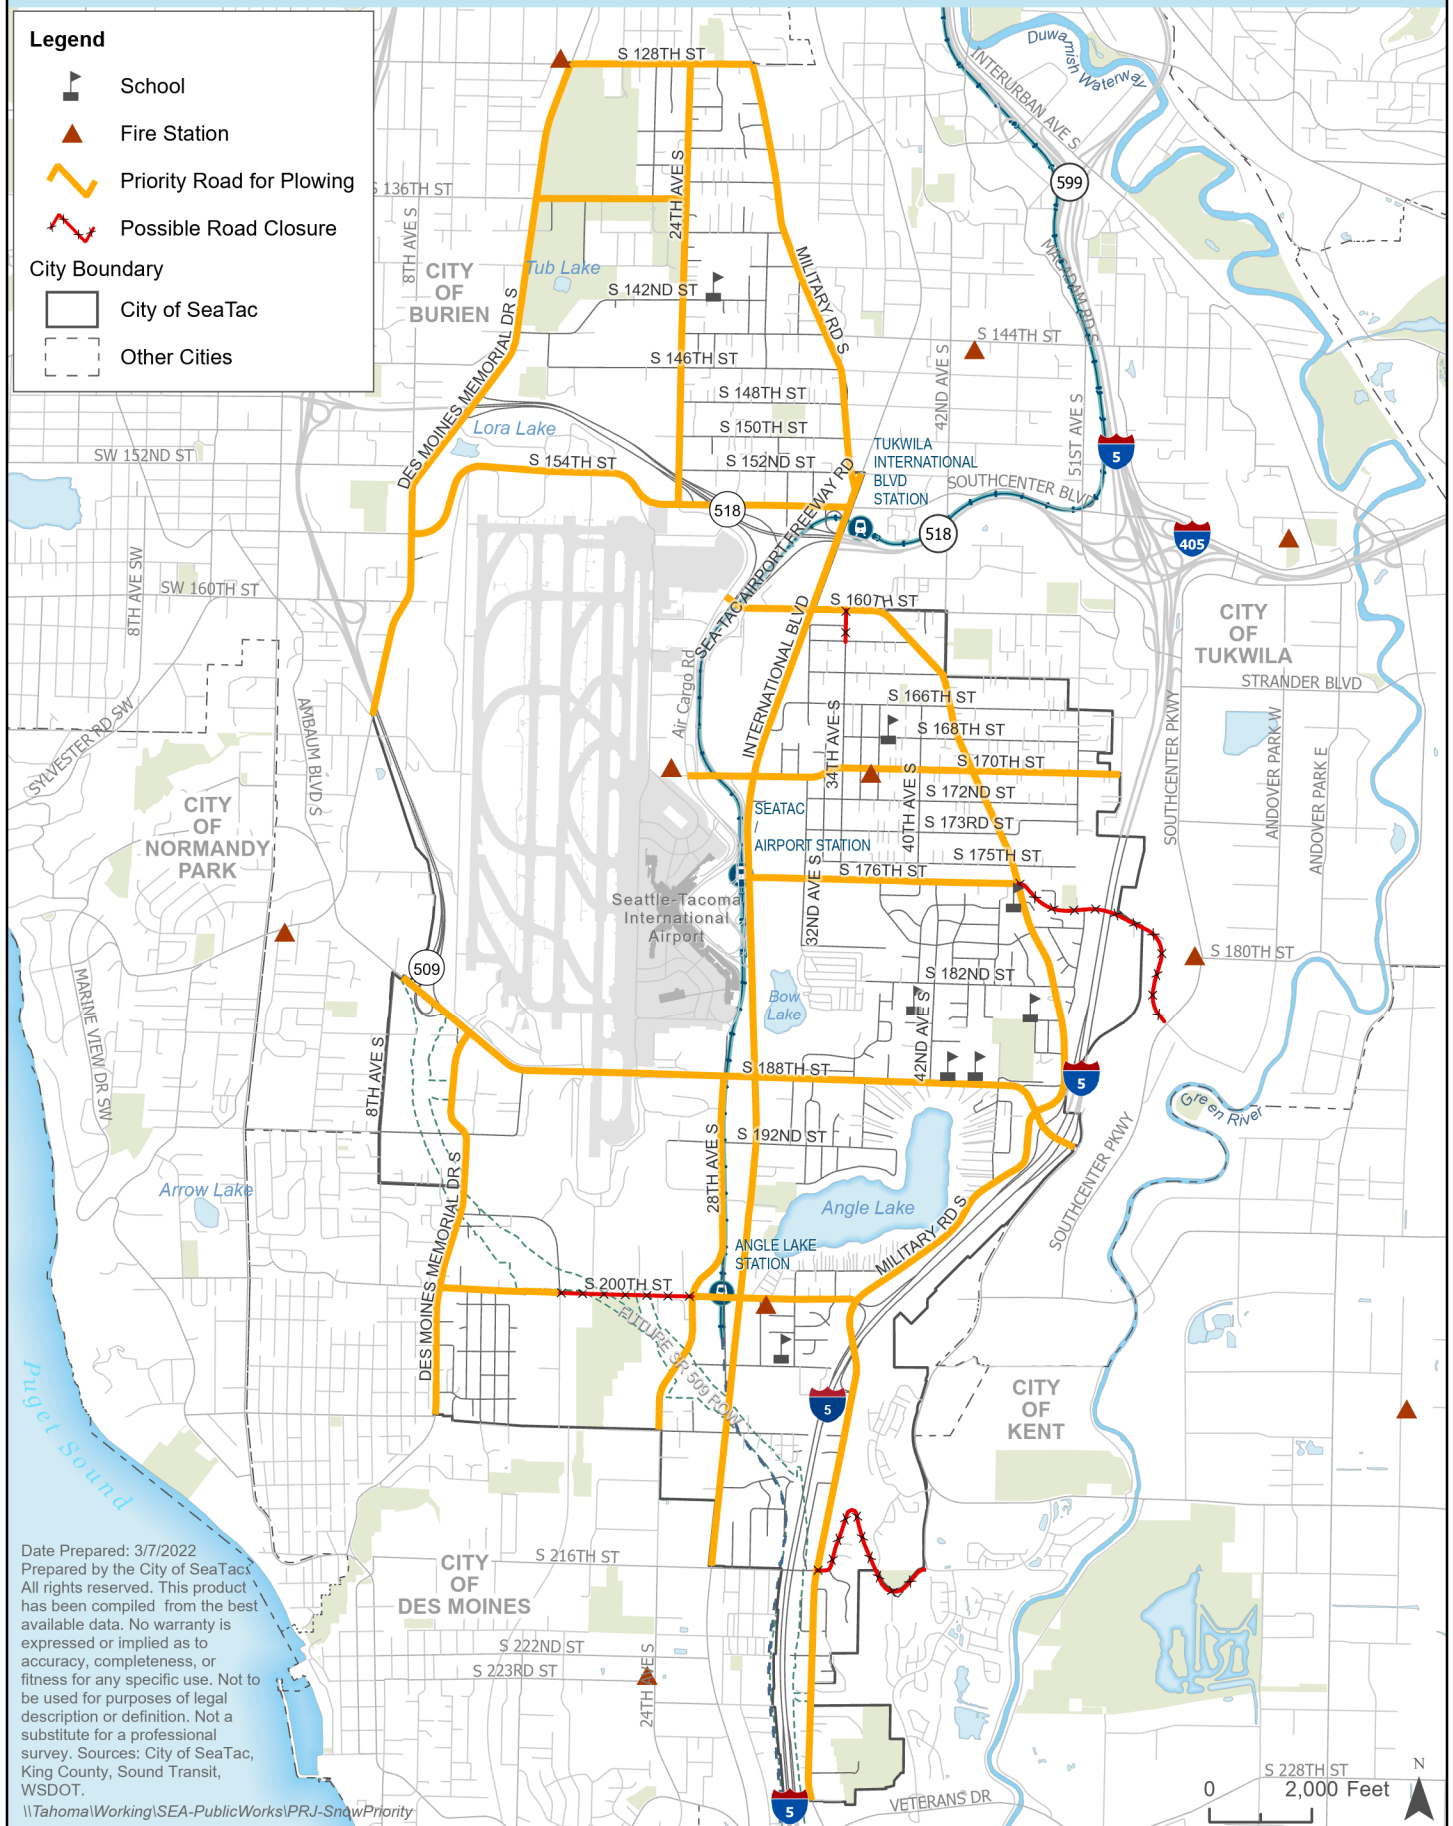 Legend
School
Fire Station
Priority Road for Plowing
Possible Road Closure
City Boundary
City of SeaTac
Other Cities
S 128TH ST
Duwamish Waterway
INTERURBAN AVE S
599
S 136TH ST
24TH AVE S
8TH AVE S
CITY
OF
BURIEN
Tub Lake
S 142ND ST
MILITARY RD S
MACADAM RD S
DES MOINES MEMORIAL DR S
S 144TH ST
42ND AVE S
S 146TH ST
S 148TH ST
51ST AVE S
Lora Lake
S 150TH ST
S 152ND ST
SW 152ND ST
S 154TH ST
TUKWILA
INTERNATIONAL
BLVD
STATION
SOUTHCENTER BLVD
5
518
518
405
SEA-TAC AIRPORT FREEWAY RD
8TH AVE SW
SW 160TH ST
S 160TH ST
CITY
OF
TUKWILA
STRANDER BLVD
INTERNATIONAL BLVD
Air Cargo Rd
SYLVESTER RD SW
AMBAUM BLVD S
S 166TH ST
S 168TH ST
34TH AVE S
S 170TH ST
40TH AVE S
S 172ND ST
S 173RD ST
SOUTHCENTER PKWY
ANDOVER PARK W
ANDOVER PARK E
CITY
OF
NORMANDY
PARK
SEATAC
/
AIRPORT STATION
S 175TH ST
S 176TH ST
32ND AVE S
Seattle-Tacoma
International
Airport
S 180TH ST
509
S 182ND ST
Bow
Lake
42ND AVE S
MARINE VIEW DR SW
8TH AVE S
S 188TH ST
5
Green River
S 192ND ST
28TH AVE S
SOUTHCENTER PKWY
Arrow Lake
Angle Lake
MILITARY RD S
DES MOINES MEMORIAL DR S
ANGLE LAKE
STATION
S 200TH ST
FUTURE SR 509 ROW
5
CITY
OF
KENT
Puget Sound
S 216TH ST
CITY
OF
DES MOINES
S 222ND ST
S 223RD ST
24TH AVE S
Date Prepared: 3/7/2022
Prepared by the City of SeaTac.
All rights reserved. This product
has been compiled from the best
available data. No warranty is
expressed or implied as to
accuracy, completeness, or
fitness for any specific use. Not to
be used for purposes of legal
description or definition. Not a
substitute for a professional
survey. Sources: City of SeaTac,
King County, Sound Transit,
WSDOT.
\\Tahoma\Working\SEA-PublicWorks\PRJ-SnowPriority
5
VETERANS DR
S 228TH ST
0 2,000 Feet
N